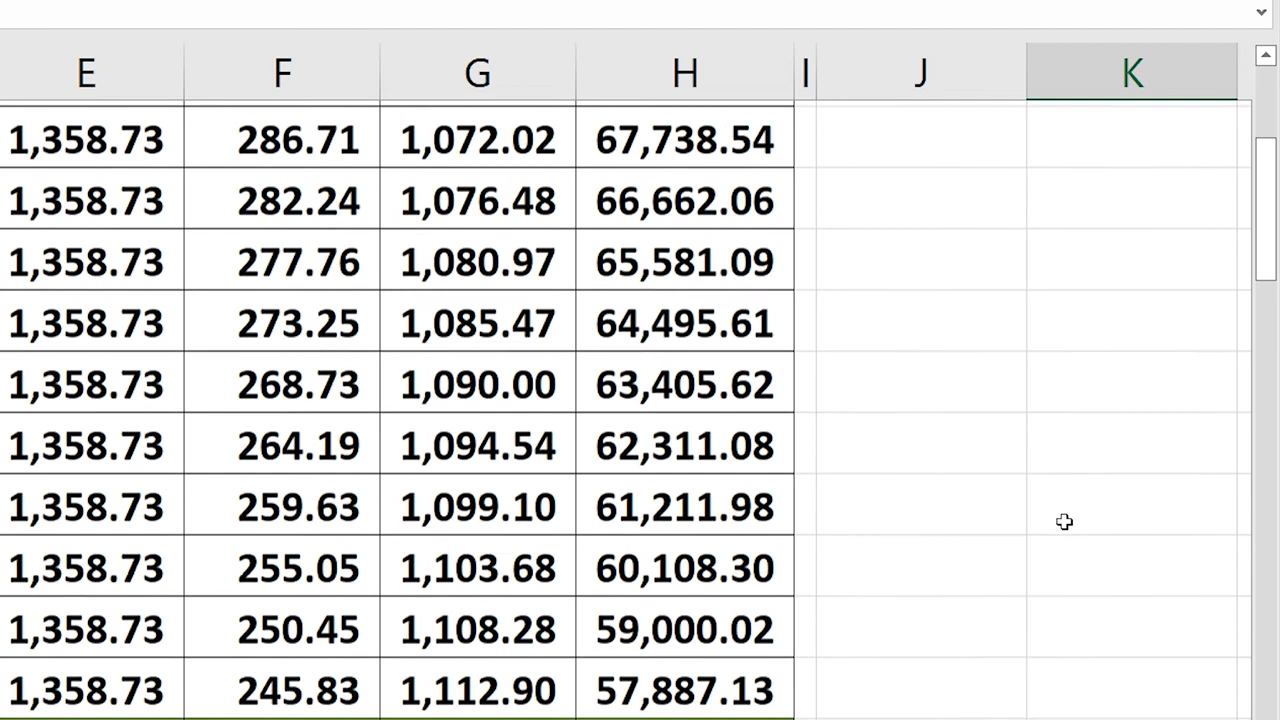 E F G H I J K
1,358.73 286.71 1,072.02 67,738.54
1,358.73 282.24 1,076.48 66,662.06
1,358.73 277.76 1,080.97 65,581.09
1,358.73 273.25 1,085.47 64,495.61
1,358.73 268.73 1,090.00 63,405.62
1,358.73 264.19 1,094.54 62,311.08
1,358.73 259.63 1,099.10 61,211.98
1,358.73 255.05 1,103.68 60,108.30
1,358.73 250.45 1,108.28 59,000.02
1,358.73 245.83 1,112.90 57,887.13